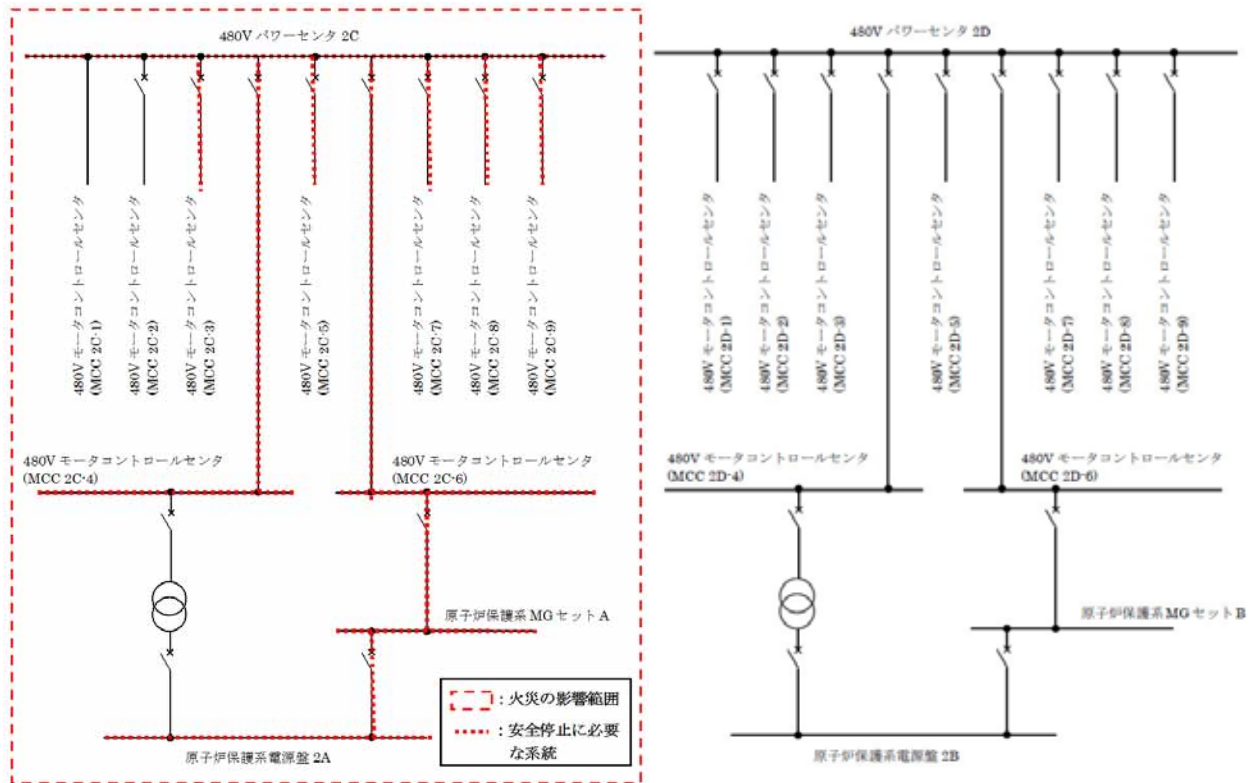 480V パワーセンタ 2C
480V モータコントロールセンタ
(MCC 2C-1)
480V モータコントロールセンタ
(MCC 2C-2)
480V モータコントロールセンタ
(MCC 2C-3)
480V モータコントロールセンタ
(MCC 2C-5)
480V モータコントロールセンタ
(MCC 2C-7)
480V モータコントロールセンタ
(MCC 2C-8)
480V モータコントロールセンタ
(MCC 2C-9)
480V モータコントロールセンタ
(MCC 2C-4)
480V モータコントロールセンタ
(MCC 2C-6)
原子炉保護系 MG セット A
原子炉保護系電源盤 2A
：火災の影響範囲
：安全停止に必要
な系統
480V パワーセンタ 2D
480V モータコントロールセンタ
(MCC 2D-1)
480V モータコントロールセンタ
(MCC 2D-2)
480V モータコントロールセンタ
(MCC 2D-3)
480V モータコントロールセンタ
(MCC 2D-5)
480V モータコントロールセンタ
(MCC 2D-7)
480V モータコントロールセンタ
(MCC 2D-8)
480V モータコントロールセンタ
(MCC 2D-9)
480V モータコントロールセンタ
(MCC 2D-4)
480V モータコントロールセンタ
(MCC 2D-6)
原子炉保護系 MG セット B
原子炉保護系電源盤 2B